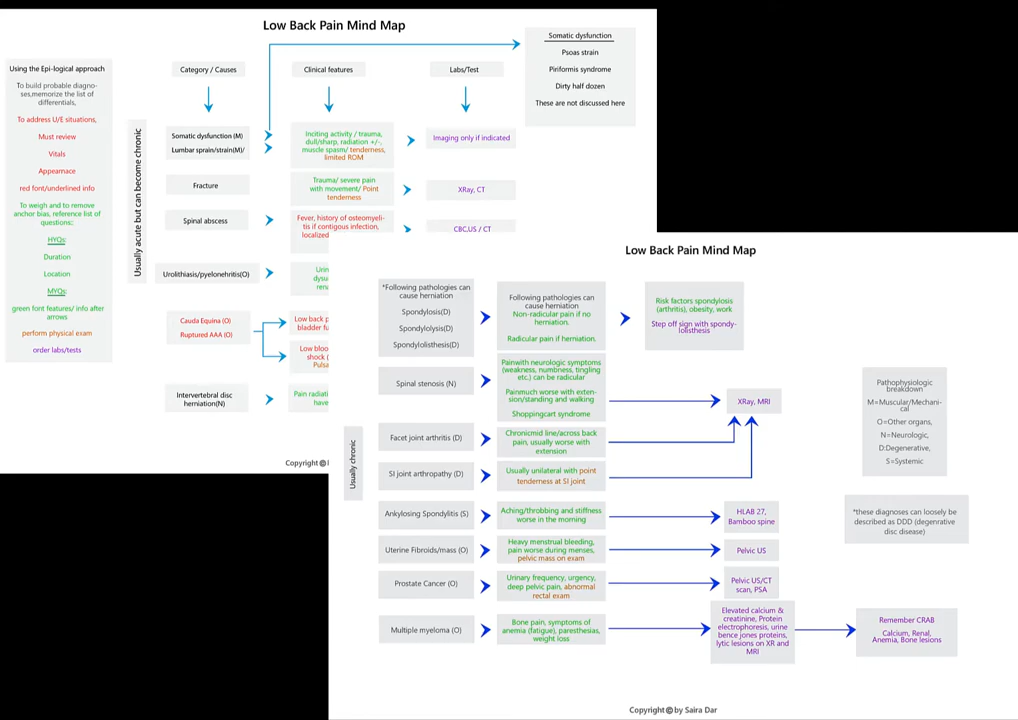 Low Back Pain Mind Map
Somatic dysfunction
Psoas strain
Piriformis syndrome
Dirty half dozen
These are not discussed here
Using the Epi-logical approach
To build probable diagno-
ses,memorize the list of
differentials,
To address U/E situations,
Must review
Vitals
Appearnace
red font/underlined info
To weigh and to remove
anchor bias, reference list of
questions:
HYQs:
Duration
Location
MYQs:
green font features/ info after
arrows
perform physical exam
order labs/tests
Category / Causes
Clinical features
Labs/Test
Usually acute but can become chronic
Somatic dysfunction (M)
Lumbar sprain/strain(M)/
Inciting activity / trauma,
dull/sharp, radiation +/-,
muscle spasm/ tenderness,
limited ROM
Imaging only if indicated
Fracture
Trauma/ severe pain
with movement/ Point
tenderness
XRay, CT
Spinal abscess
Fever, history of osteomyeli-
tis if contigous infection,
localized
CBC,US / CT
Urolithiasis/pyelonehritis(O)
Urin
dysu
rena
Cauda Equina (O)
Ruptured AAA (O)
Low back p
bladder fu
Low bloo
shock (
Pulsa
Intervertebral disc
herniation(N)
Pain radiati
have
Copyright ©
Low Back Pain Mind Map
Usually chronic
*Following pathologies can
cause herniation
Spondylosis(D)
Spondylolysis(D)
Spondylolisthesis(D)
Following pathologies can
cause herniation
Non-radicular pain if no
herniation.
Radicular pain if herniation.
Risk factors spondylosis
(arthritis), obesity, work
Step off sign with spondy-
lolisthesis
Spinal stenosis (N)
Painwith neurologic symptoms
(weakness, numbness, tingling
etc.) can be radicular
Painmuch worse with exten-
sion/standing and walking
Shoppingcart syndrome
XRay, MRI
Facet joint arthritis (D)
Chronicmid line/across back
pain, usually worse with
extension
SI joint arthropathy (D)
Usually unilateral with point
tenderness at SI joint
Ankylosing Spondylitis (S)
Aching/throbbing and stiffness
worse in the morning
HLAB 27,
Bamboo spine
Uterine Fibroids/mass (O)
Heavy menstrual bleeding,
pain worse during menses,
pelvic mass on exam
Pelvic US
Prostate Cancer (O)
Urinary frequency, urgency,
deep pelvic pain, abnormal
rectal exam
Pelvic US/CT
scan, PSA
Multiple myeloma (O)
Bone pain, symptoms of
anemia (fatigue), paresthesias,
weight loss
Elevated calcium &
creatinine, Protein
electrophoresis, urine
bence jones proteins,
lytic lesions on XR and
MRI
Remember CRAB
Calcium, Renal,
Anemia, Bone lesions
Pathophysiologic
breakdown
M=Muscular/Mechani-
cal
O=Other organs,
N=Neurologic,
D:Degenerative,
S=Systemic
*these diagnoses can loosely be
described as DDD (degenrative
disc disease)
Copyright © by Saira Dar